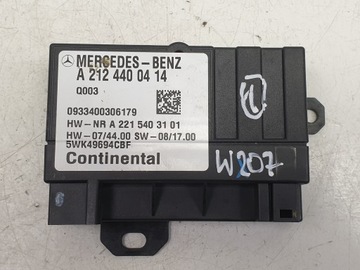 MERCEDES-BENZ
A 212 440 04 14
Q003
0933400306179
HW-NR A 221 540 31 01
HW-07/44.00 SW-08/17.00
5WK49694CBF
Continental
W207